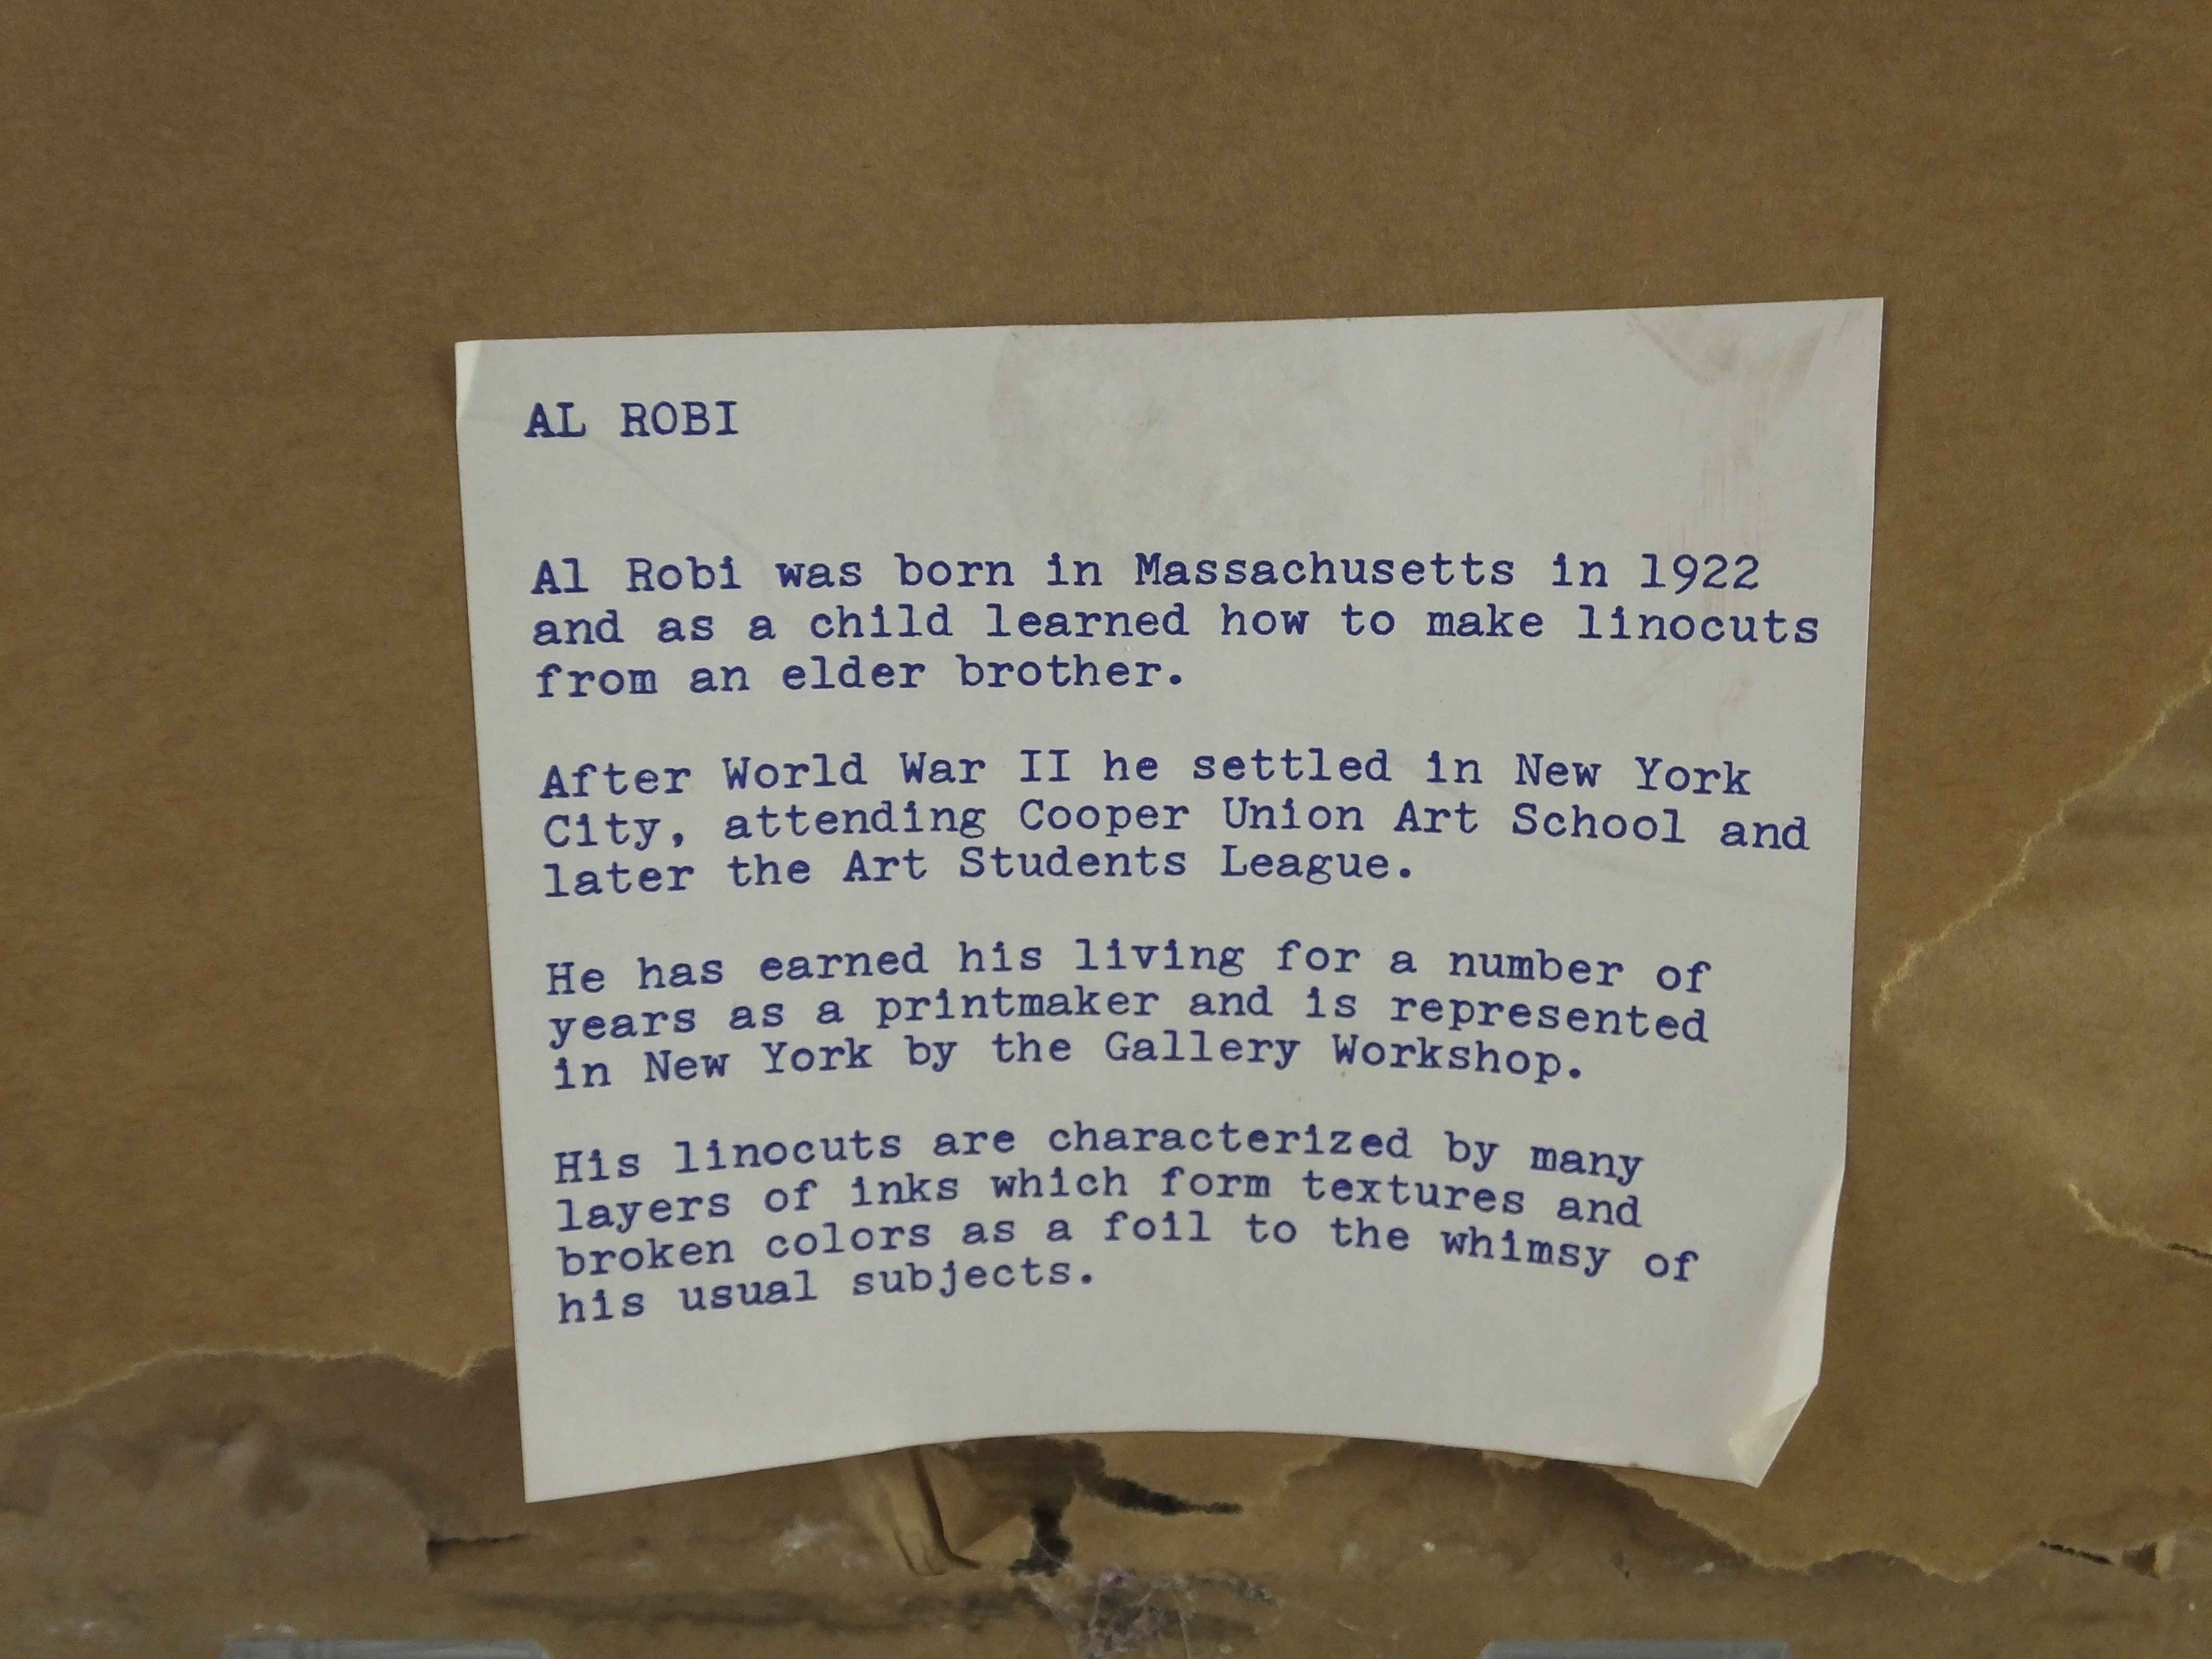 AL ROBI
Al Robi was born in Massachusetts in 1922
and as a child learned how to make linocuts
from an elder brother.
After World War II he settled in New York
City, attending Cooper Union Art School and
later the Art Students League.
He has earned his living for a number of
years as a printmaker and is represented
in New York by the Gallery Workshop.
His linocuts are characterized by many
layers of inks which form textures and
broken colors as a foil to the whimsy of
his usual subjects.